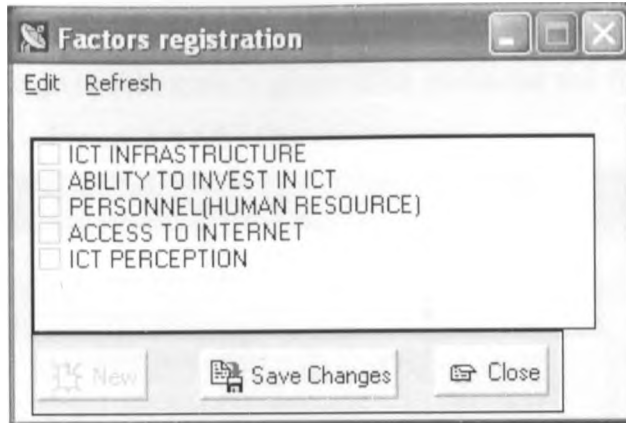 Factors registration
Edit Refresh
ICT INFRASTRUCTURE
ABILITY TO INVEST IN ICT
PERSONNEL(HUMAN RESOURCE)
ACCESS TO INTERNET
ICT PERCEPTION
New Save Changes Close